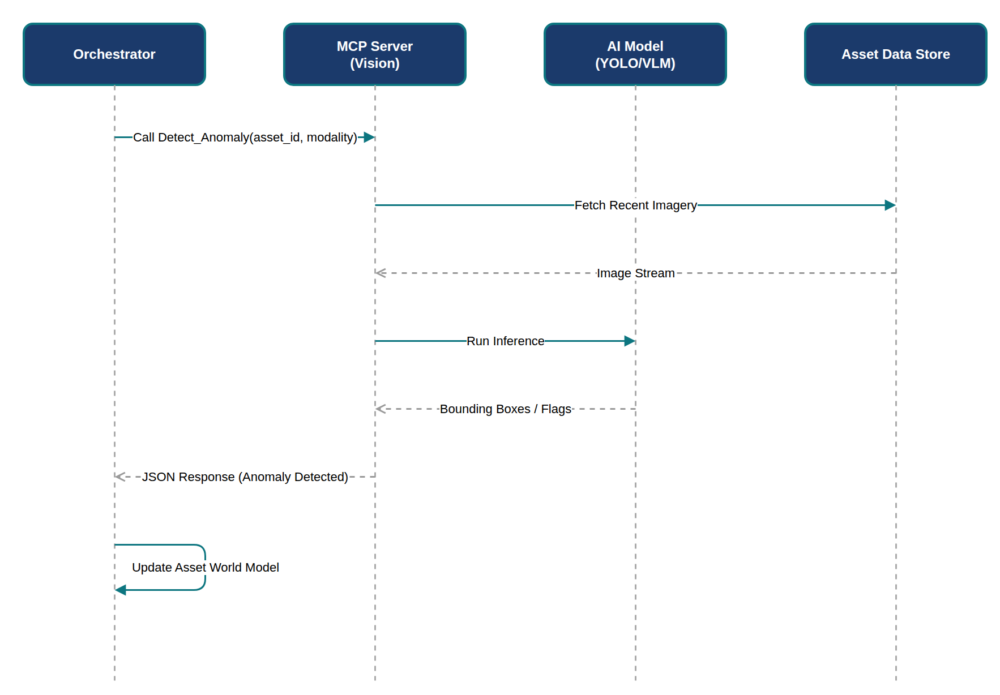 Orchestrator
MCP Server
(Vision)
AI Model
(YOLO/VLM)
Asset Data Store
Call Detect_Anomaly(asset_id, modality)
Fetch Recent Imagery
Image Stream
Run Inference
Bounding Boxes / Flags
JSON Response (Anomaly Detected)
Update Asset World Model